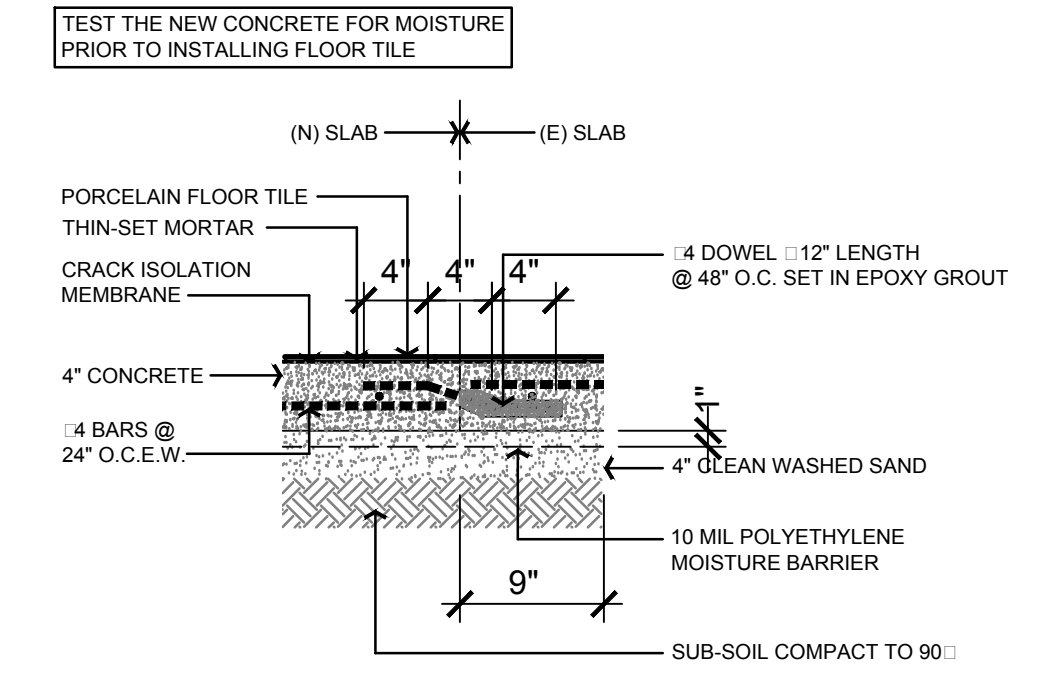 TEST THE NEW CONCRETE FOR MOISTURE
PRIOR TO INSTALLING FLOOR TILE
(N) SLAB
(E) SLAB
PORCELAIN FLOOR TILE
THIN-SET MORTAR
CRACK ISOLATION
MEMBRANE
4" CONCRETE
□4 BARS @
24" O.C.E.W.
4"
4"
4"
□4 DOWEL □12" LENGTH
@ 48" O.C. SET IN EPOXY GROUT
1"
4" CLEAN WASHED SAND
10 MIL POLYETHYLENE
MOISTURE BARRIER
9"
SUB-SOIL COMPACT TO 90□